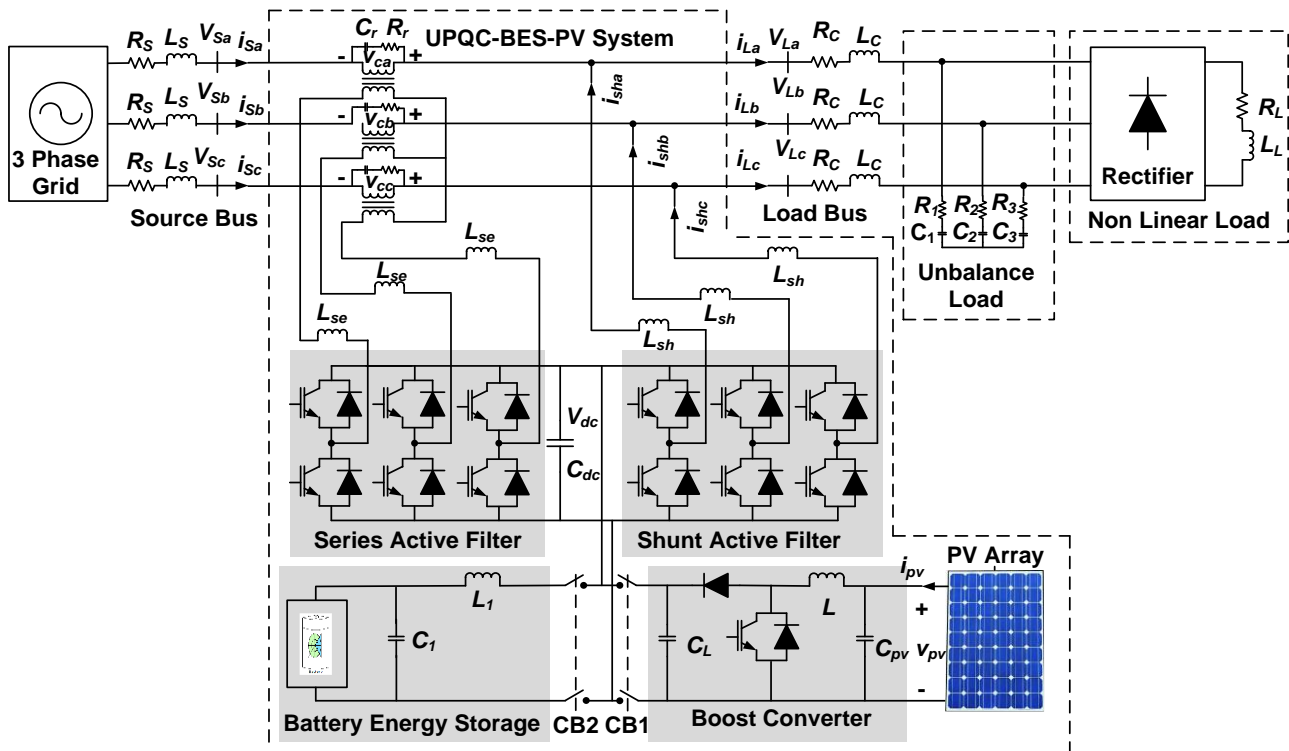 UPQC-BES-PV System
R_S L_S V_Sa i_Sa
C_r R_r
- v_ca +
i_sha
i_La V_La R_C L_C
R_S L_S V_Sb i_Sb
- v_cb +
i_shb
i_Lb V_Lb R_C L_C
3 Phase
Grid
R_S L_S V_Sc i_Sc
- v_cc +
i_shc
i_Lc V_Lc R_C L_C
R_L
L_L
Rectifier
Source Bus
Load Bus
R_1 R_2 R_3
C_1 C_2 C_3
Non Linear Load
Unbalance
Load
L_se
L_se
L_se
L_sh
L_sh
L_sh
V_dc
C_dc
Series Active Filter
Shunt Active Filter
PV Array
i_pv
L_1
C_1
C_L
L
C_pv
+
v_pv
-
Battery Energy Storage
CB2 CB1
Boost Converter